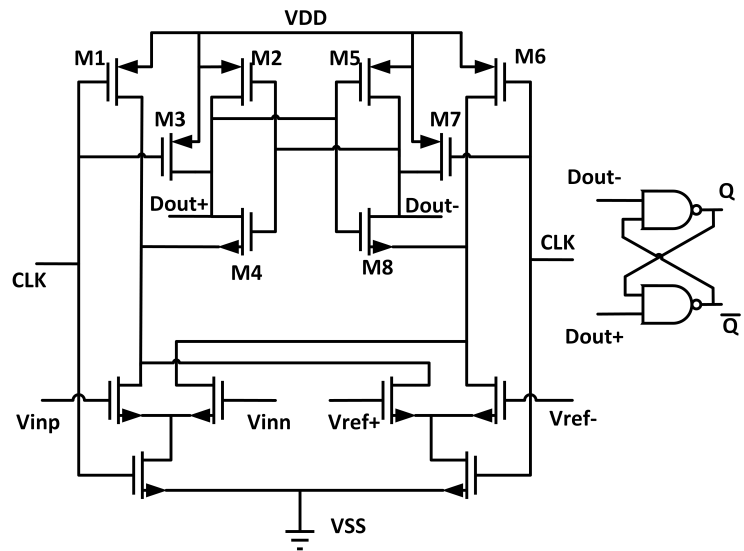 VDD
M1
M2
M5
M6
M3
M7
Dout+
Dout-
M4
M8
CLK
CLK
Dout-
Q
Dout+
Q̅
Vinp
Vinn
Vref+
Vref-
VSS